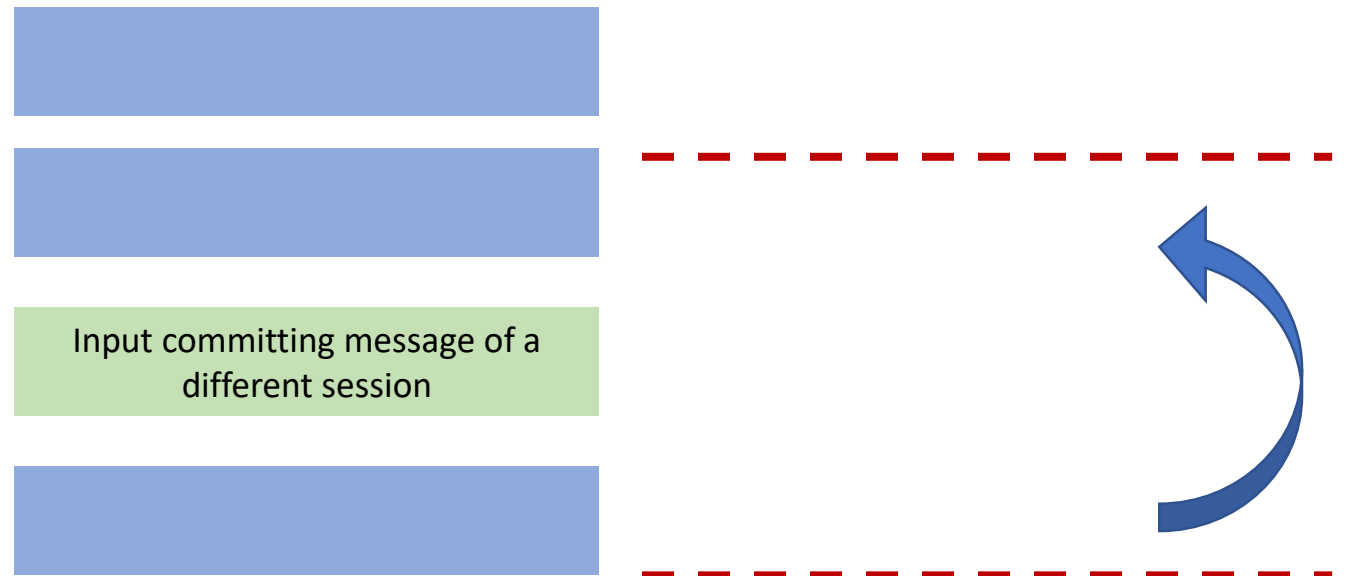 Input committing message of a
different session